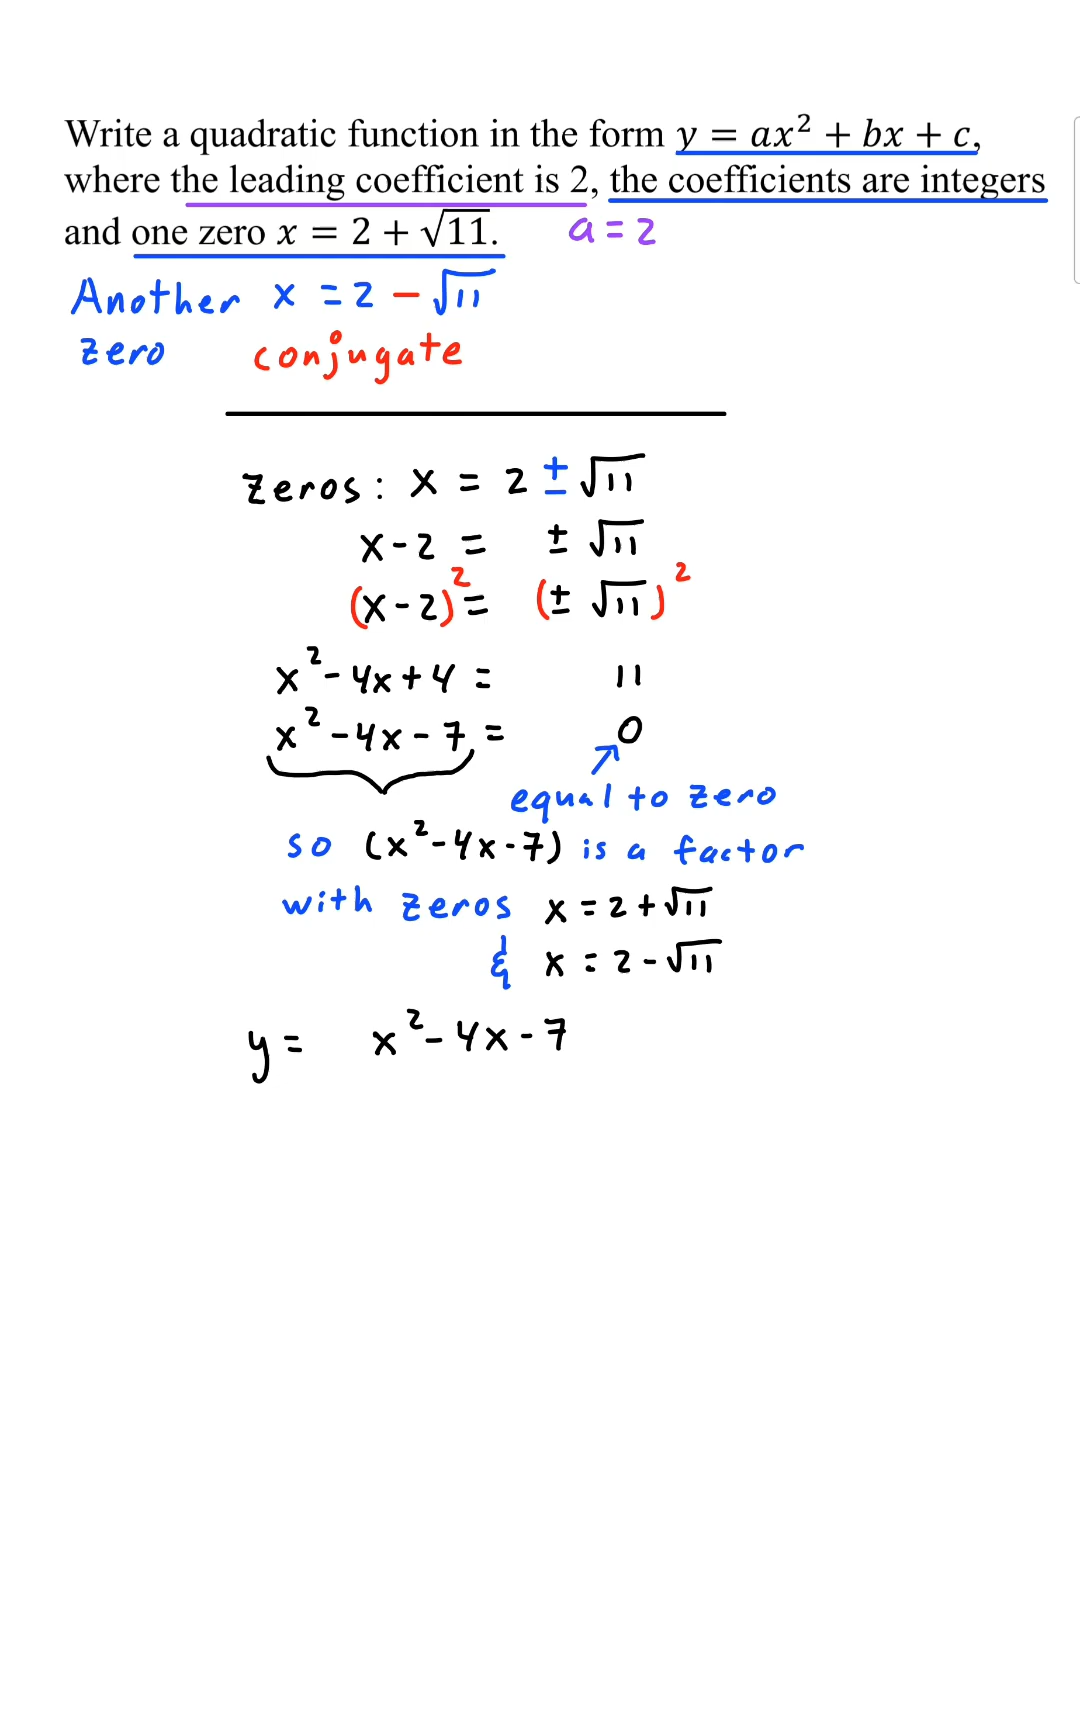 Write a quadratic function in the form y = ax² + bx + c,
where the leading coefficient is 2, the coefficients are integers
and one zero x = 2 + √11. a = 2
Another x = 2 - √11
zero conjugate
zeros: x = 2 ± √11
x - 2 = ± √11
(x - 2)² = (± √11)²
x² - 4x + 4 = 11
x² - 4x - 7 = 0
equal to zero
so (x² - 4x - 7) is a factor
with zeros x = 2 + √11
& x = 2 - √11
y = x² - 4x - 7